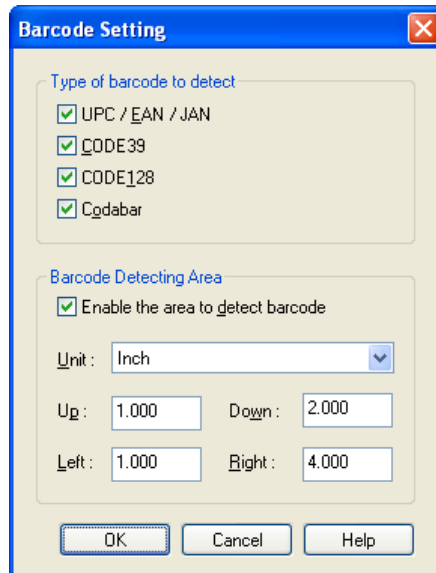 Barcode Setting
Type of barcode to detect
UPC / EAN / JAN
CODE39
CODE128
Codabar
Barcode Detecting Area
Enable the area to detect barcode
Unit : Inch
Up : 1.000 Down : 2.000
Left : 1.000 Right : 4.000
OK Cancel Help